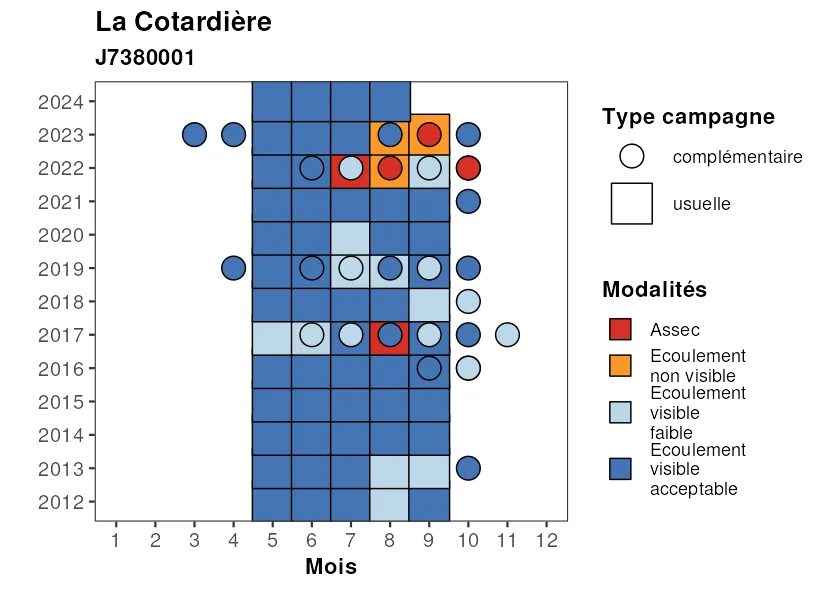 La Cotardière
J7380001
2024
2023
2022
2021
2020
2019
2018
2017
2016
2015
2014
2013
2012
1 2 3 4 5 6 7 8 9 10 11 12
Mois
Type campagne
complémentaire
usuelle
Modalités
Assec
Ecoulement
non visible
Ecoulement
visible
faible
Ecoulement
visible
acceptable